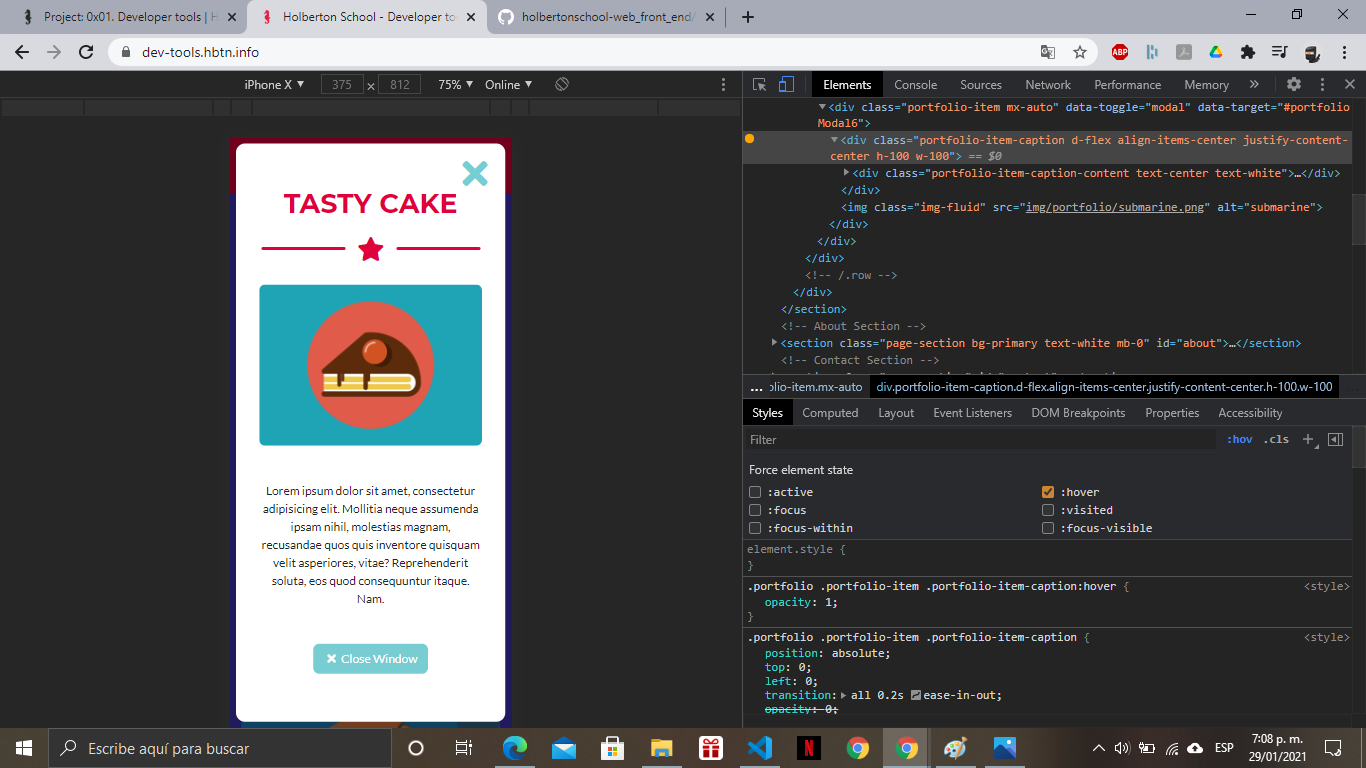 Project: 0x01. Developer tools | H
Holberton School - Developer to
holbertonschool-web_front_end/
dev-tools.hbtn.info
ABP
iPhone X ▼ 375 × 812 75% ▼ Online ▼
Elements Console Sources Network Performance Memory »
TASTY CAKE
Lorem ipsum dolor sit amet, consectetur
adipisicing elit. Mollitia neque assumenda
ipsam nihil, molestias magnam,
recusandae quos quis inventore quisquam
velit asperiores, vitae? Reprehenderit
soluta, eos quod consequuntur itaque.
Nam.
Close Window
▼<div class="portfolio-item mx-auto" data-toggle="modal" data-target="#portfolio
Modal6">
▼<div class="portfolio-item-caption d-flex align-items-center justify-content-
center h-100 w-100"> == $0
▶<div class="portfolio-item-caption-content text-center text-white">…</div>
</div>
<img class="img-fluid" src="img/portfolio/submarine.png" alt="submarine">
</div>
</div>
</div>
<!-- /.row -->
</div>
</section>
<!-- About Section -->
▶<section class="page-section bg-primary text-white mb-0" id="about">…</section>
<!-- Contact Section -->
… olio-item.mx-auto div.portfolio-item-caption.d-flex.align-items-center.justify-content-center.h-100.w-100
Styles Computed Layout Event Listeners DOM Breakpoints Properties Accessibility
Filter :hov .cls +
Force element state
:active :hover
:focus :visited
:focus-within :focus-visible
element.style {
}
.portfolio .portfolio-item .portfolio-item-caption:hover { <style>
opacity: 1;
}
.portfolio .portfolio-item .portfolio-item-caption { <style>
position: absolute;
top: 0;
left: 0;
transition: ▶ all 0.2s ease-in-out;
opacity: 0;
Escribe aquí para buscar
N
ESP
7:08 p. m.
29/01/2021